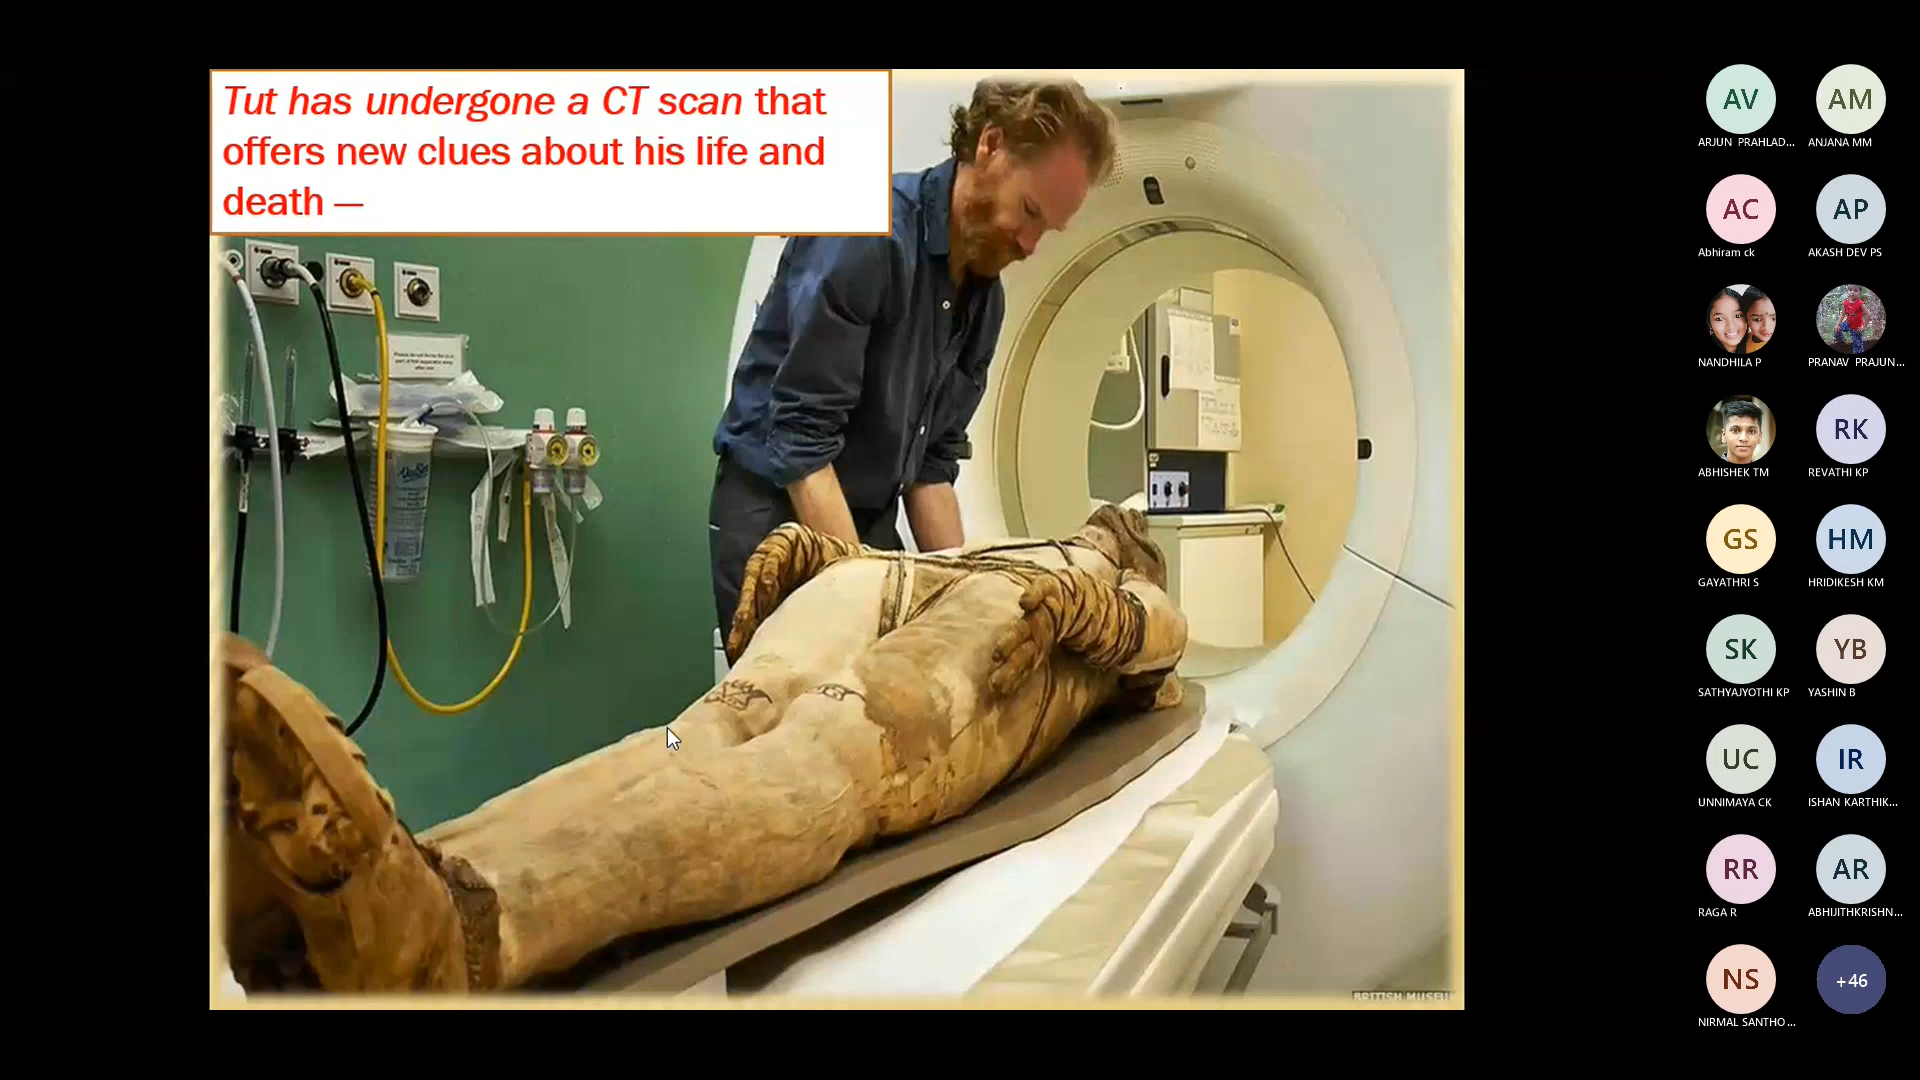 Tut has undergone a CT scan that
offers new clues about his life and
death —
BRITISH MUSEU
AV
AM
ARJUN PRAHLAD...
ANJANA MM
AC
AP
Abhiram ck
AKASH DEV PS
NANDHILA P
PRANAV PRAJUN...
RK
ABHISHEK TM
REVATHI KP
GS
HM
GAYATHRI S
HRIDIKESH KM
SK
YB
SATHYAJYOTHI KP
YASHIN B
UC
IR
UNNIMAYA CK
ISHAN KARTHIK...
RR
AR
RAGA R
ABHIJITHKRISHN...
NS
+46
NIRMAL SANTHO...